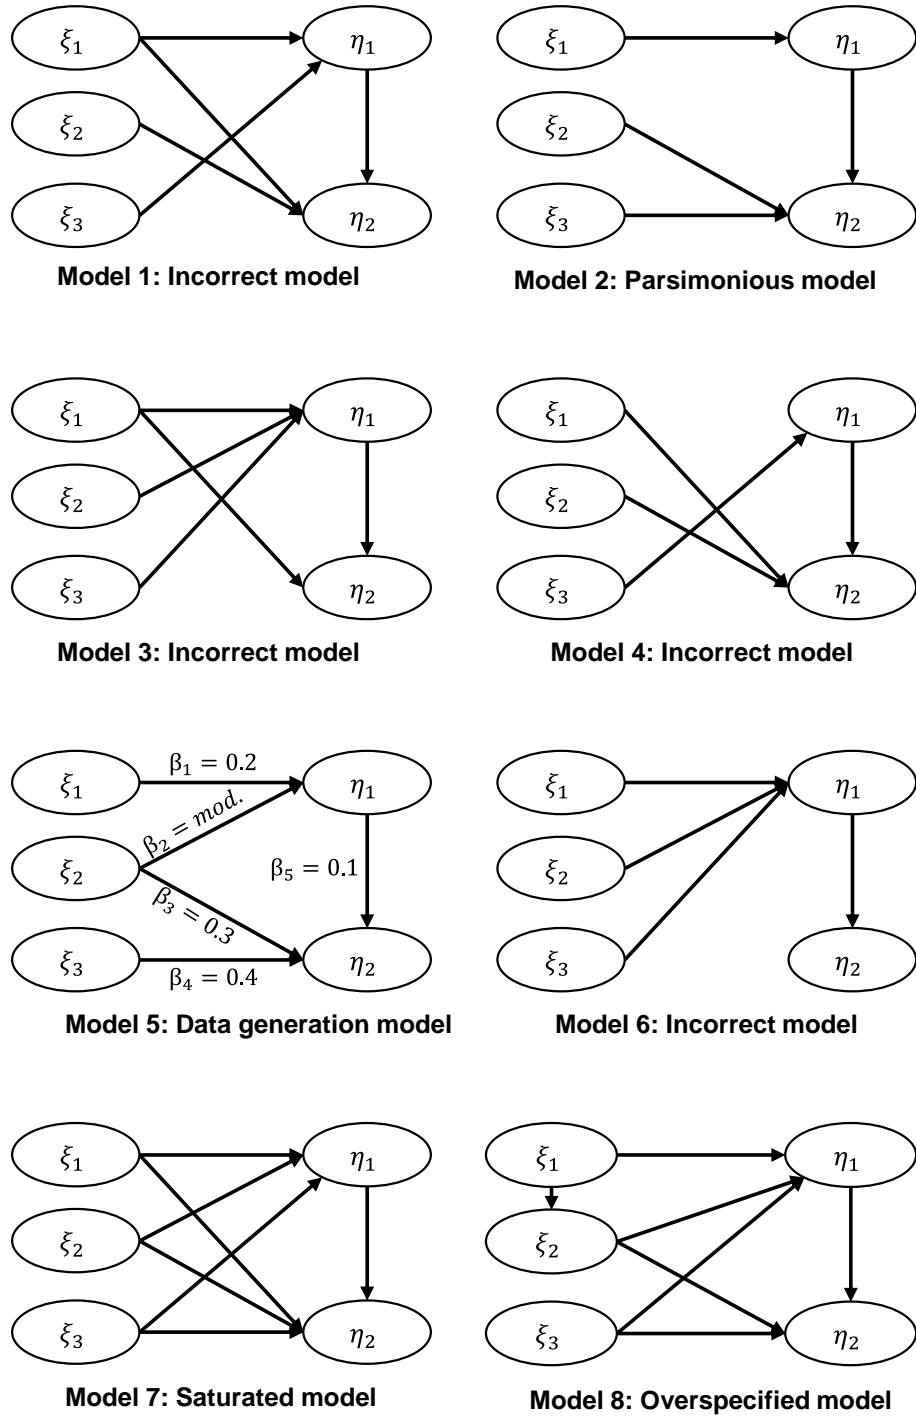 ξ₁
η₁
ξ₂
ξ₃
η₂
Model 1: Incorrect model
ξ₁
η₁
ξ₂
ξ₃
η₂
Model 2: Parsimonious model
ξ₁
η₁
ξ₂
ξ₃
η₂
Model 3: Incorrect model
ξ₁
η₁
ξ₂
ξ₃
η₂
Model 4: Incorrect model
ξ₁
β₁ = 0.2
η₁
β₂ = mod.
ξ₂
β₅ = 0.1
β₃ = 0.3
ξ₃
β₄ = 0.4
η₂
Model 5: Data generation model
ξ₁
η₁
ξ₂
ξ₃
η₂
Model 6: Incorrect model
ξ₁
η₁
ξ₂
ξ₃
η₂
Model 7: Saturated model
ξ₁
η₁
ξ₂
ξ₃
η₂
Model 8: Overspecified model